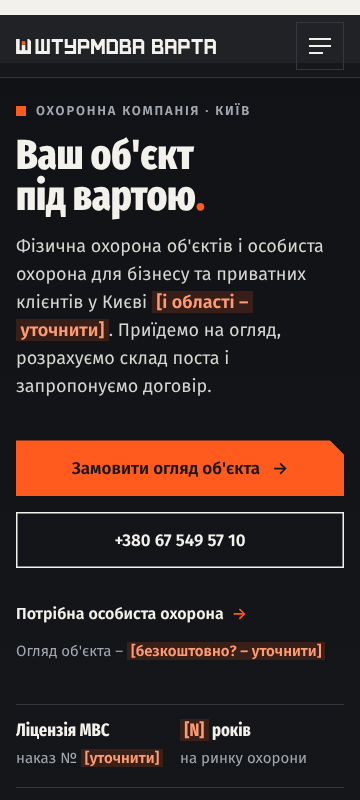 ШТУРМОВА ВАРТА
ОХОРОННА КОМПАНІЯ · КИЇВ
Ваш об'єкт
під вартою.
Фізична охорона об'єктів і особиста
охорона для бізнесу та приватних
клієнтів у Києві [і області –
уточнити]. Приїдемо на огляд,
розрахуємо склад поста і
запропонуємо договір.
Замовити огляд об'єкта →
+380 67 549 57 10
Потрібна особиста охорона →
Огляд об'єкта – [безкоштовно? – уточнити]
Ліцензія МВС
наказ № [уточнити]
[N] років
на ринку охорони